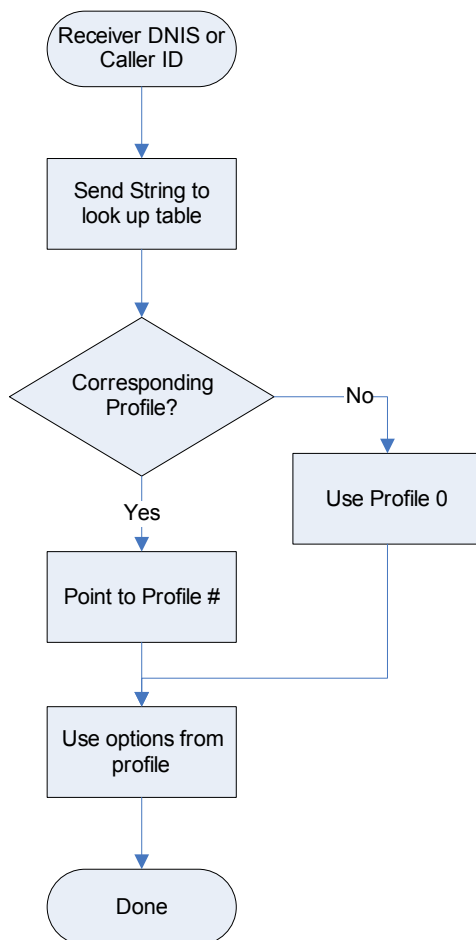 Receiver DNIS or
Caller ID
Send String to
look up table
Corresponding
Profile?
No
Use Profile 0
Yes
Point to Profile #
Use options from
profile
Done